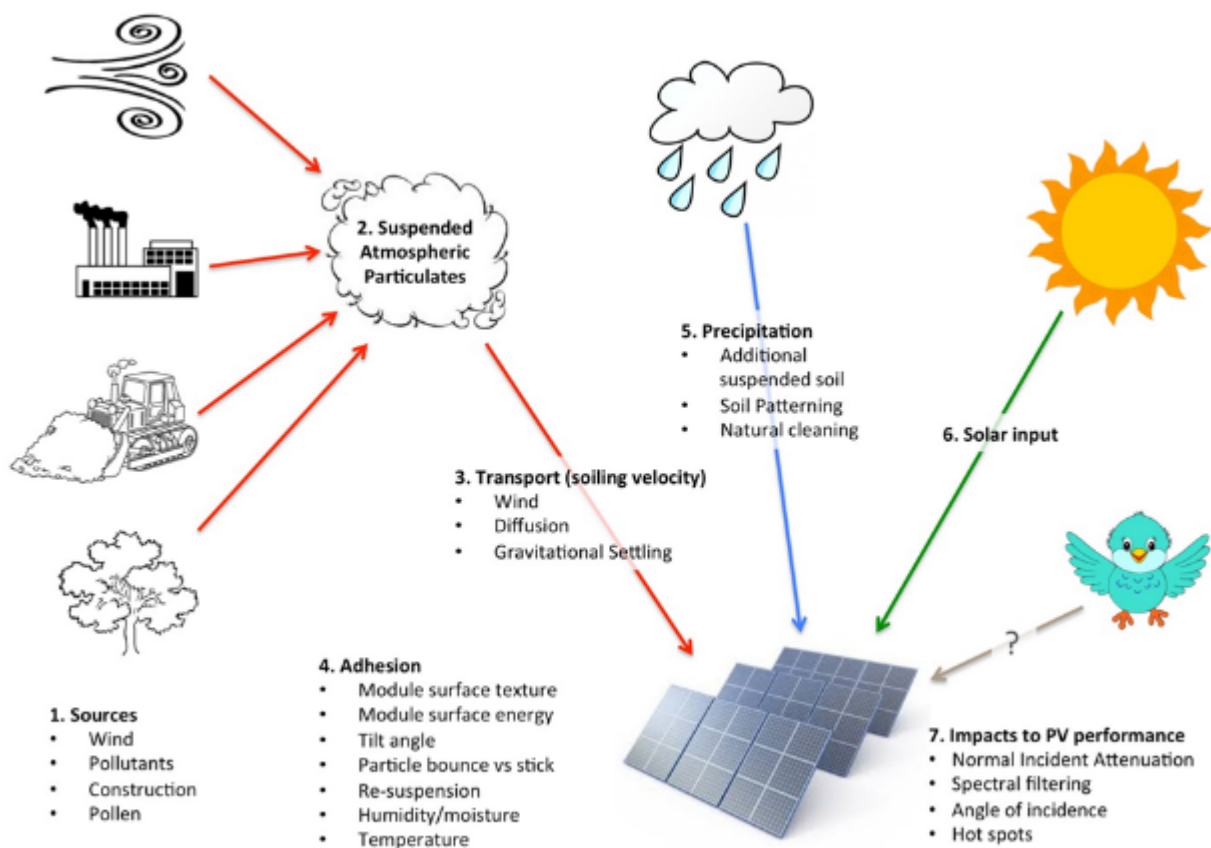 2. Suspended
Atmospheric
Particulates
5. Precipitation
• Additional
suspended soil
• Soil Patterning
• Natural cleaning
6. Solar input
3. Transport (soiling velocity)
• Wind
• Diffusion
• Gravitational Settling
?
4. Adhesion
• Module surface texture
• Module surface energy
• Tilt angle
• Particle bounce vs stick
• Re-suspension
• Humidity/moisture
• Temperature
1. Sources
• Wind
• Pollutants
• Construction
• Pollen
7. Impacts to PV performance
• Normal Incident Attenuation
• Spectral filtering
• Angle of incidence
• Hot spots